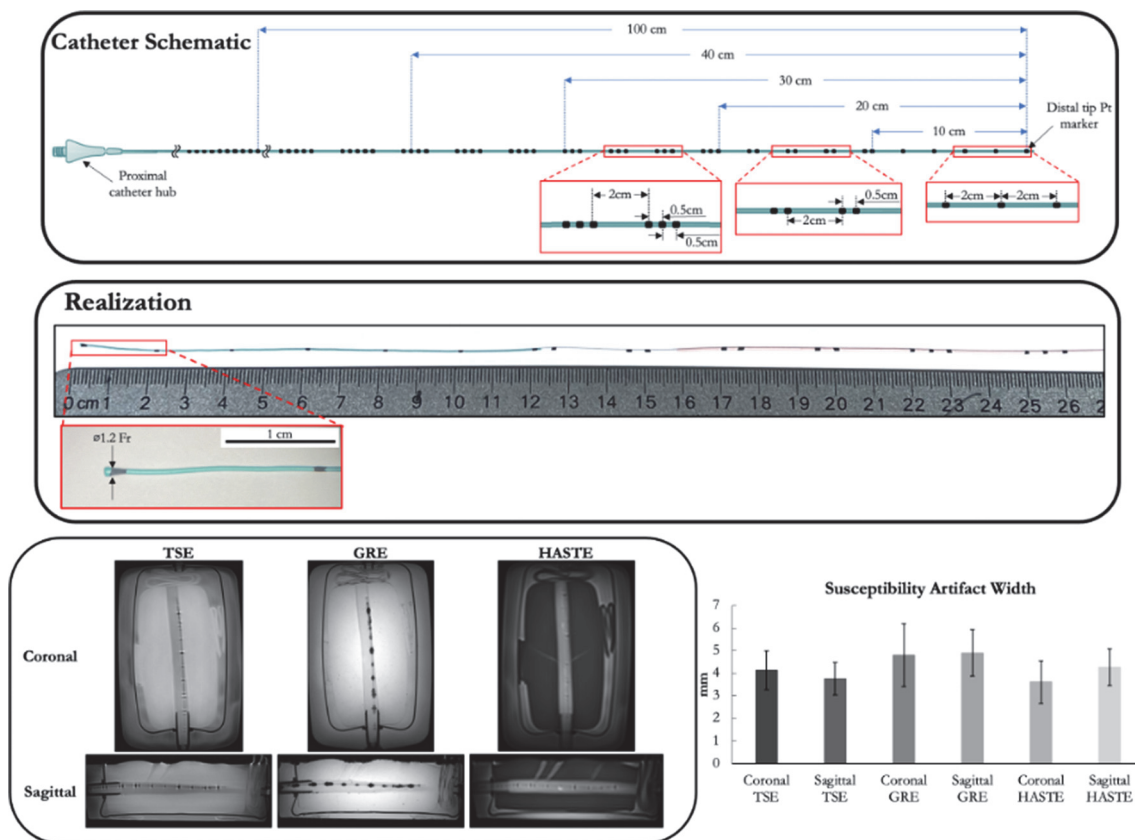 Catheter Schematic
100 cm
40 cm
30 cm
20 cm
10 cm
Distal tip Pt
marker
Proximal
catheter hub
2cm
0.5cm
0.5cm
0.5cm
2cm
2cm
2cm
Realization
0 cm 1 2 3 4 5 6 7 8 9 10 11 12 13 14 15 16 17 18 19 20 21 22 23 24 25 26 2
ø1.2 Fr
1 cm
TSE
GRE
HASTE
Coronal
Sagittal
Susceptibility Artifact Width
mm
7
6
5
4
3
2
1
0
Coronal TSE
Sagittal TSE
Coronal GRE
Sagittal GRE
Coronal HASTE
Sagittal HASTE